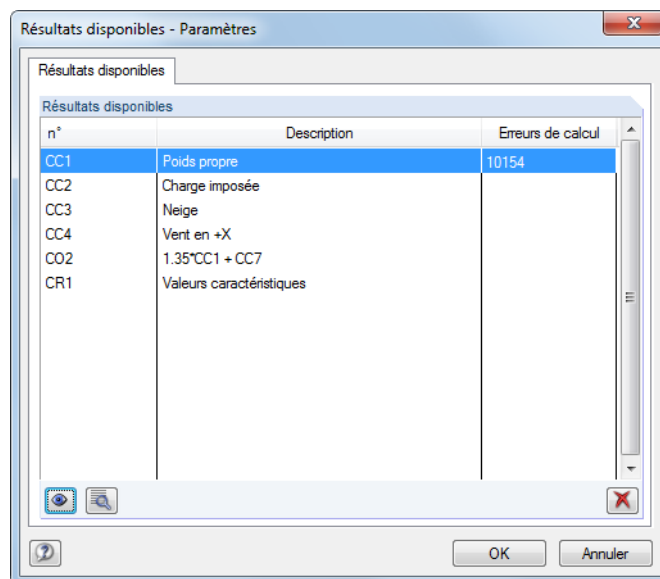 Résultats disponibles - Paramètres
Résultats disponibles
Résultats disponibles
n° Description Erreurs de calcul
CC1 Poids propre 10154
CC2 Charge imposée
CC3 Neige
CC4 Vent en +X
CO2 1.35*CC1 + CC7
CR1 Valeurs caractéristiques
OK Annuler